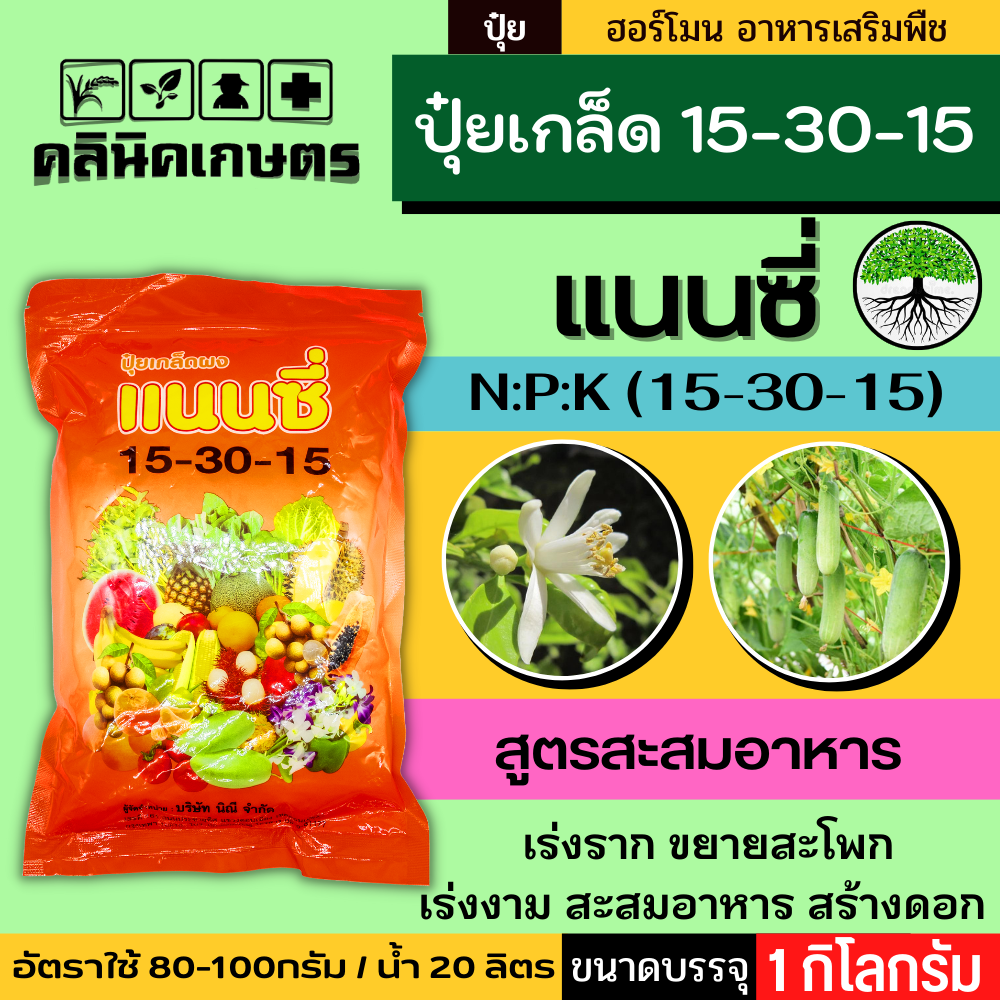 ปุ๋ย
ฮอร์โมน อาหารเสริมพืช
คลินิคเกษตร
ปุ๋ยเกล็ด 15-30-15
แนนซี่
N:P:K (15-30-15)
ปุ๋ยเกล็ดผง
แนนซี่
15-30-15
บริษัท นิณี จำกัด
สูตรสะสมอาหาร
เร่งราก ขยายสะโพก
เร่งงาม สะสมอาหาร สร้างดอก
อัตราใช้ 80-100กรัม / น้ำ 20 ลิตร
ขนาดบรรจุ
1 กิโลกรัม